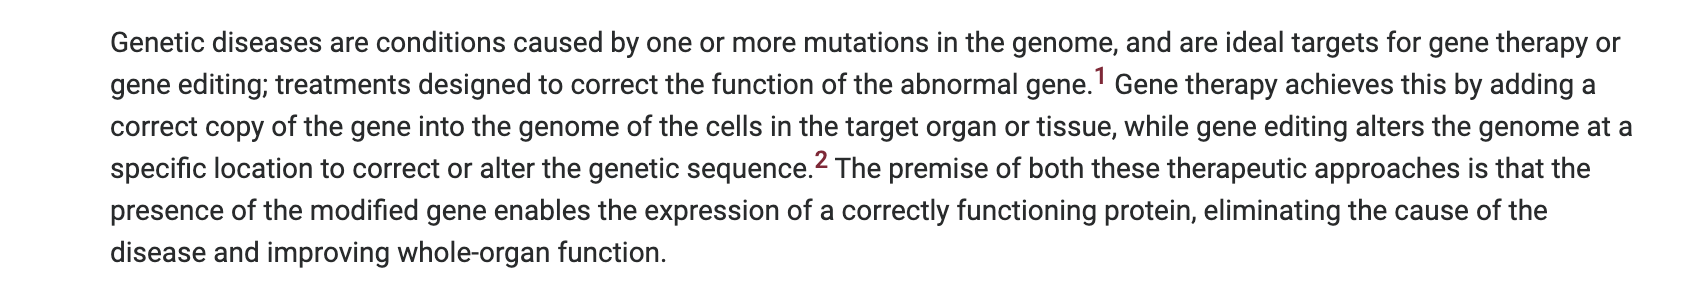 Genetic diseases are conditions caused by one or more mutations in the genome, and are ideal targets for gene therapy or
gene editing; treatments designed to correct the function of the abnormal gene.1 Gene therapy achieves this by adding a
correct copy of the gene into the genome of the cells in the target organ or tissue, while gene editing alters the genome at a
specific location to correct or alter the genetic sequence.2 The premise of both these therapeutic approaches is that the
presence of the modified gene enables the expression of a correctly functioning protein, eliminating the cause of the
disease and improving whole-organ function.